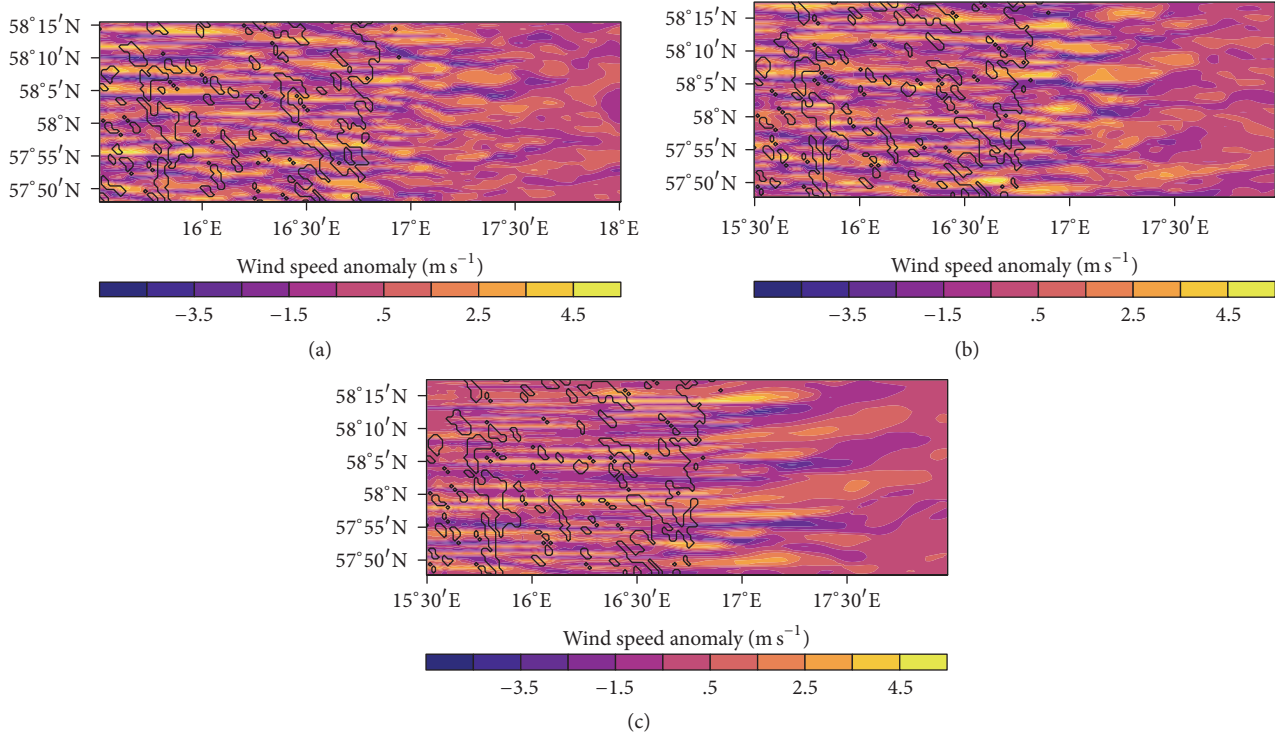 58°15′N
58°10′N
58°5′N
58°N
57°55′N
57°50′N
16°E 16°30′E 17°E 17°30′E 18°E
Wind speed anomaly (m s⁻¹)
−3.5 −1.5 .5 2.5 4.5
(a)
58°15′N
58°10′N
58°5′N
58°N
57°55′N
57°50′N
15°30′E 16°E 16°30′E 17°E 17°30′E
Wind speed anomaly (m s⁻¹)
−3.5 −1.5 .5 2.5 4.5
(b)
58°15′N
58°10′N
58°5′N
58°N
57°55′N
57°50′N
15°30′E 16°E 16°30′E 17°E 17°30′E
Wind speed anomaly (m s⁻¹)
−3.5 −1.5 .5 2.5 4.5
(c)